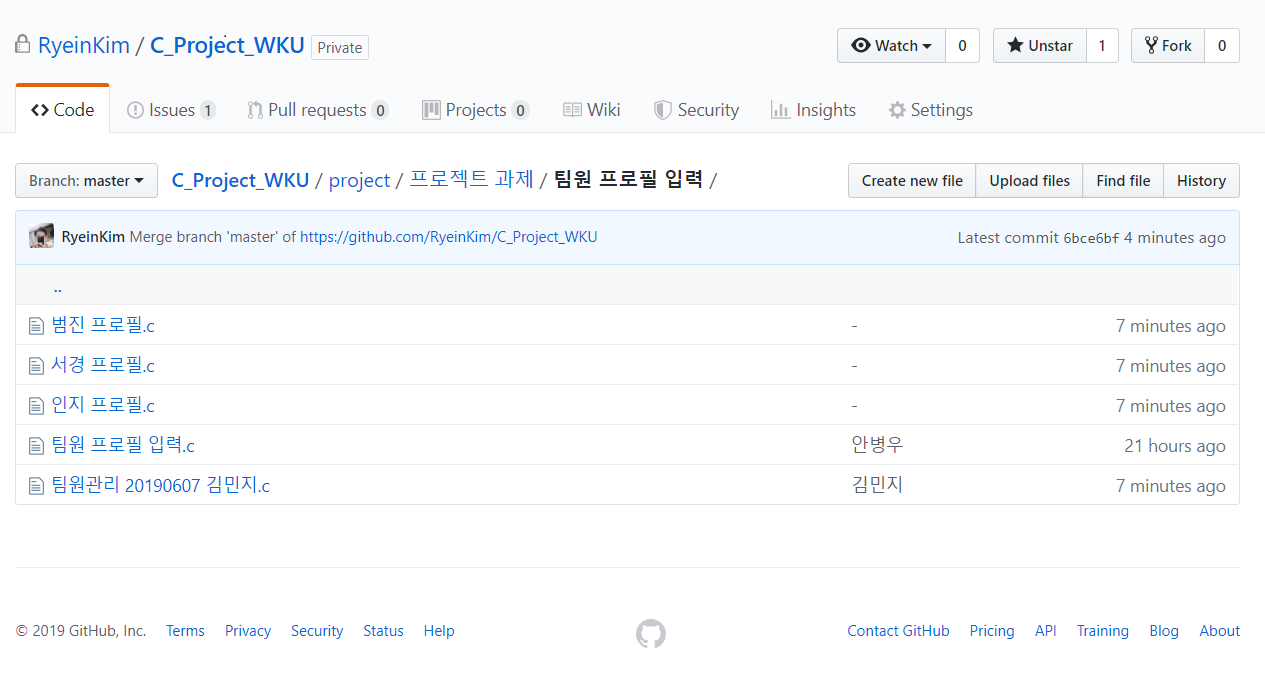 RyeinKim / C_Project_WKU Private Watch 0 Unstar 1 Fork 0
Code Issues 1 Pull requests 0 Projects 0 Wiki Security Insights Settings
Branch: master C_Project_WKU / project / 프로젝트 과제 / 팀원 프로필 입력 / Create new file Upload files Find file History
RyeinKim Merge branch 'master' of https://github.com/RyeinKim/C_Project_WKU Latest commit 6bce6bf 4 minutes ago
..
범진 프로필.c - 7 minutes ago
서경 프로필.c - 7 minutes ago
인지 프로필.c - 7 minutes ago
팀원 프로필 입력.c 안병우 21 hours ago
팀원관리 20190607 김민지.c 김민지 7 minutes ago
© 2019 GitHub, Inc. Terms Privacy Security Status Help Contact GitHub Pricing API Training Blog About